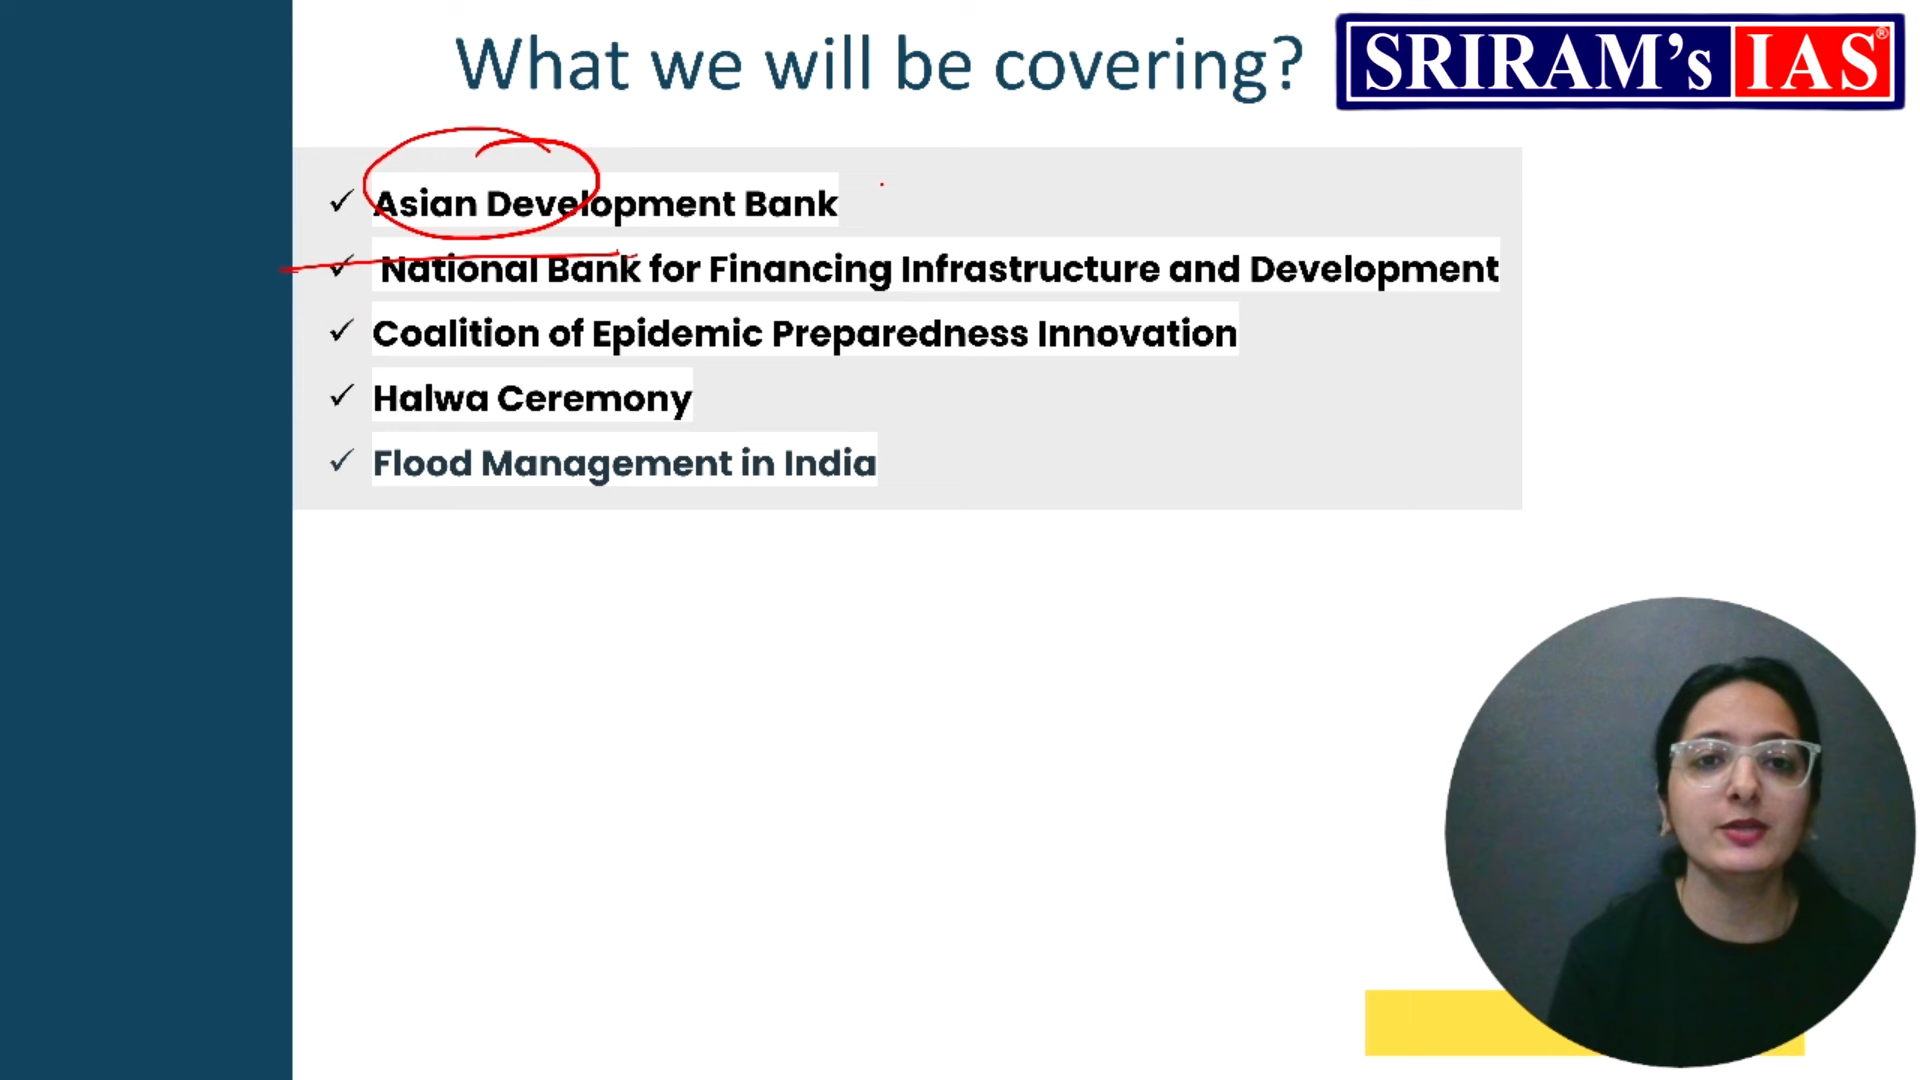 What we will be covering?
SRIRAM's IAS®
✓ Asian Development Bank
✓ National Bank for Financing Infrastructure and Development
✓ Coalition of Epidemic Preparedness Innovation
✓ Halwa Ceremony
✓ Flood Management in India